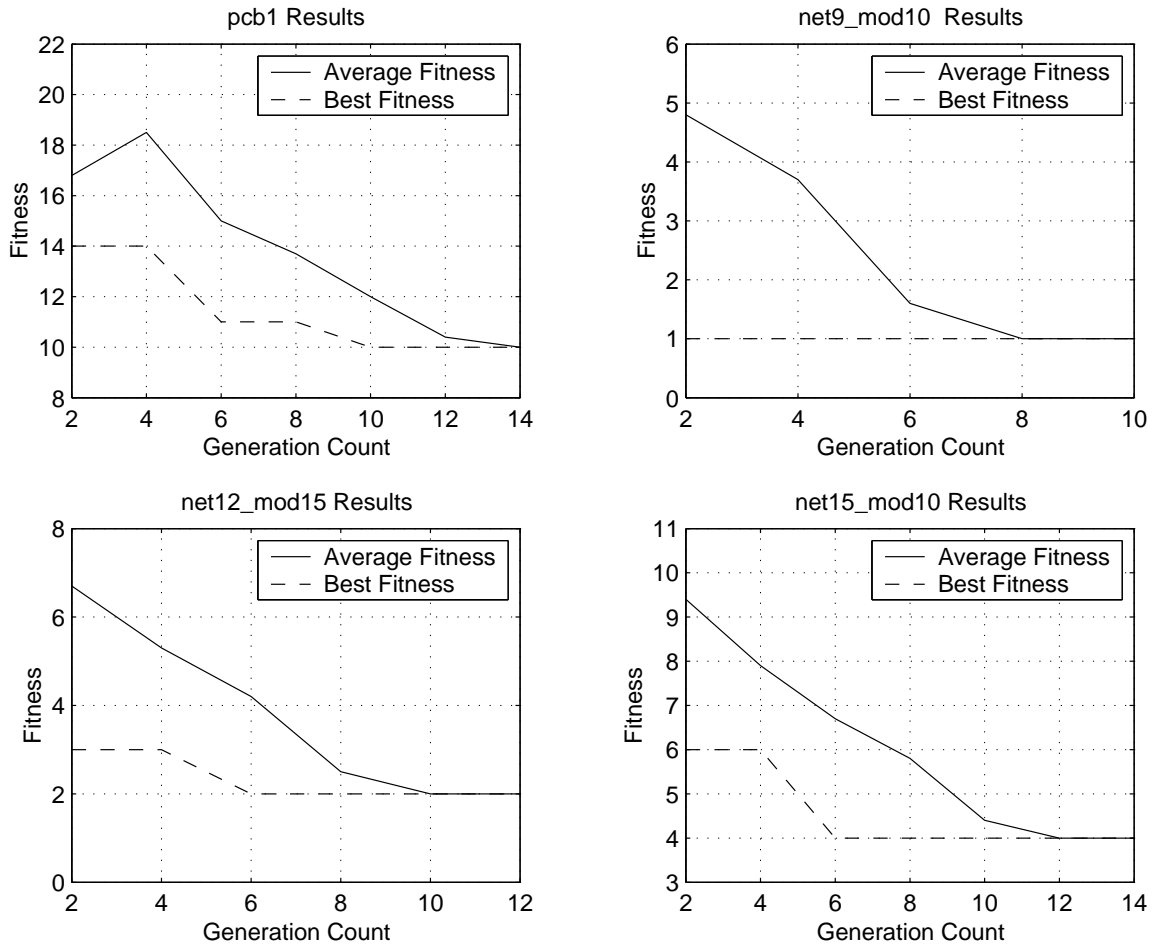 pcb1 Results
22
20
18
16
14
12
10
8
Fitness
2 4 6 8 10 12 14
Generation Count
Average Fitness
Best Fitness
net9_mod10 Results
6
5
4
3
2
1
0
Fitness
2 4 6 8 10
Generation Count
Average Fitness
Best Fitness
net12_mod15 Results
8
6
4
2
0
Fitness
2 4 6 8 10 12
Generation Count
Average Fitness
Best Fitness
net15_mod10 Results
11
10
9
8
7
6
5
4
3
Fitness
2 4 6 8 10 12 14
Generation Count
Average Fitness
Best Fitness